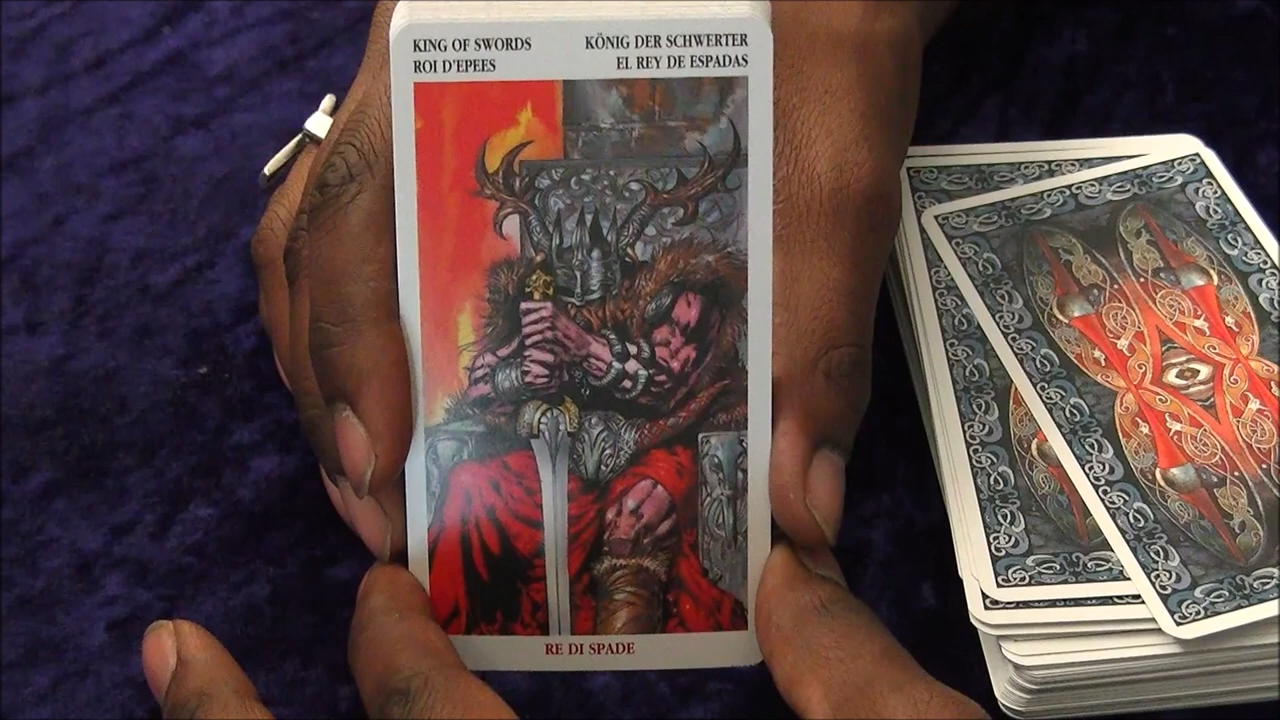 KING OF SWORDS
ROI D'EPEES
KÖNIG DER SCHWERTER
EL REY DE ESPADAS
RE DI SPADE